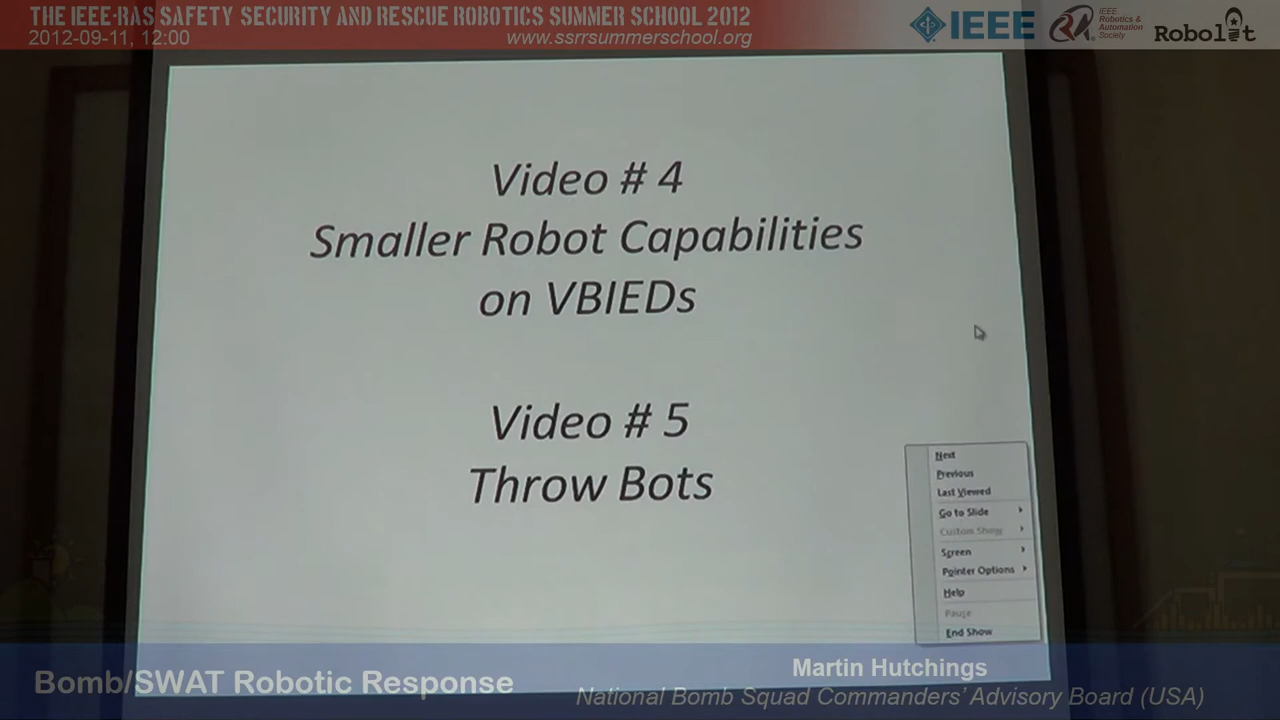 THE IEEE-RAS SAFETY SECURITY AND RESCUE ROBOTICS SUMMER SCHOOL 2012
2012-09-11, 12:00
www.ssrrsummerschool.org
IEEE
IEEE
Robotics &
Automation
Society
Robolit
Video # 4
Smaller Robot Capabilities
on VBIEDs
Video # 5
Throw Bots
Next
Previous
Last Viewed
Go to Slide
Custom Show
Screen
Pointer Options
Help
Pause
End Show
Bomb/SWAT Robotic Response
Martin Hutchings
National Bomb Squad Commanders' Advisory Board (USA)